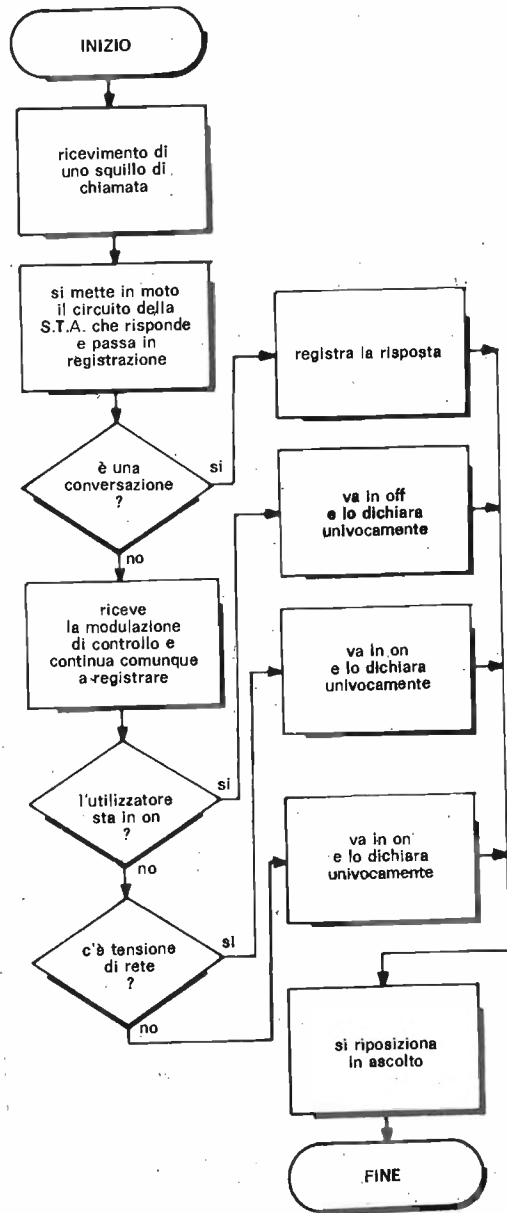 INIZIO
ricevimento di
uno squillo di
chiamata
si mette in moto
il circuito della
S.T.A. che risponde
e passa in
registrazione
è una
conversazione
?
si
no
registra la risposta
riceve
la modulazione
di controllo e
continua comunque
a registrare
va in off
e lo dichiara
univocamente
l'utilizzatore
sta in on
?
si
no
va in on
e lo dichiara
univocamente
c'è tensione
di rete
?
si
no
va in on
e lo dichiara
univocamente
si riposiziona
in ascolto
FINE